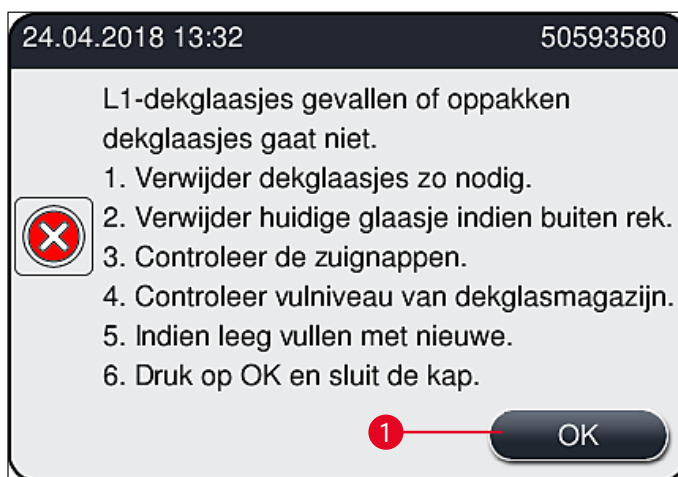 24.04.2018 13:32 50593580
L1-dekglaasjes gevallen of oppakken
dekglaasjes gaat niet.
1. Verwijder dekglaasjes zo nodig.
2. Verwijder huidige glaasje indien buiten rek.
3. Controleer de zuignappen.
4. Controleer vulniveau van dekglasmagazijn.
5. Indien leeg vullen met nieuwe.
6. Druk op OK en sluit de kap.
1 OK